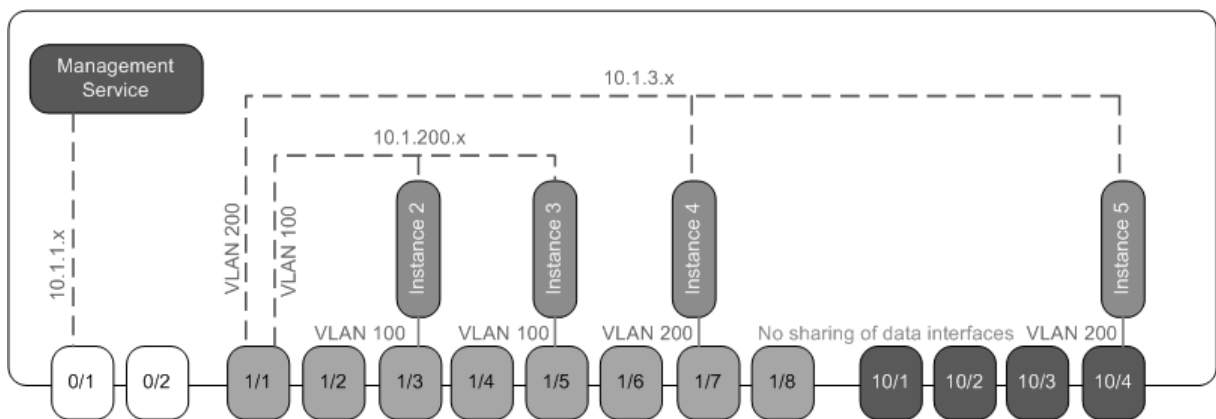 Management
Service
10.1.3.x
10.1.200.x
10.1.1.x
VLAN 200
VLAN 100
Instance 2
Instance 3
Instance 4
Instance 5
VLAN 100
VLAN 100
VLAN 200
No sharing of data interfaces
VLAN 200
0/1
0/2
1/1
1/2
1/3
1/4
1/5
1/6
1/7
1/8
10/1
10/2
10/3
10/4